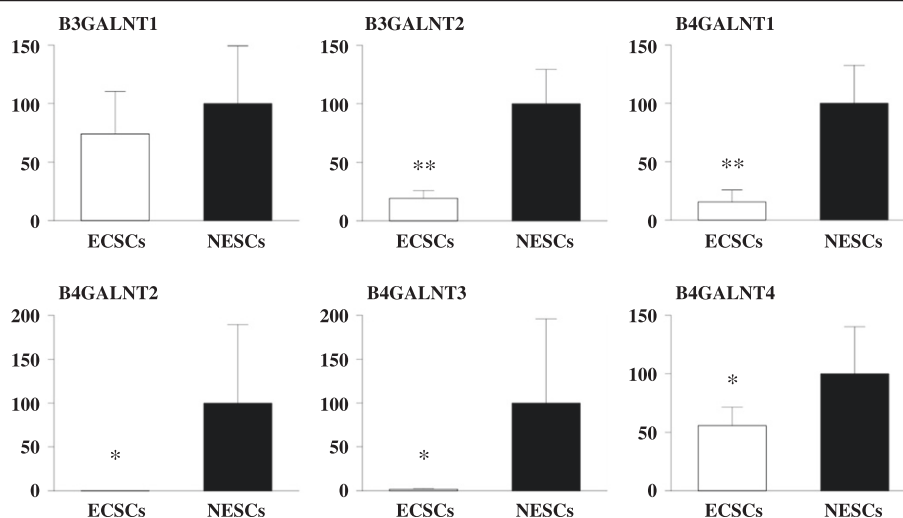 B3GALNT1
150
100
50
0
ECSCs NESCs
B3GALNT2
150
100
**
50
0
ECSCs NESCs
B4GALNT1
150
100
**
50
0
ECSCs NESCs
B4GALNT2
200
150
100
50
*
0
ECSCs NESCs
B4GALNT3
200
150
100
50
*
0
ECSCs NESCs
B4GALNT4
150
100
*
50
0
ECSCs NESCs